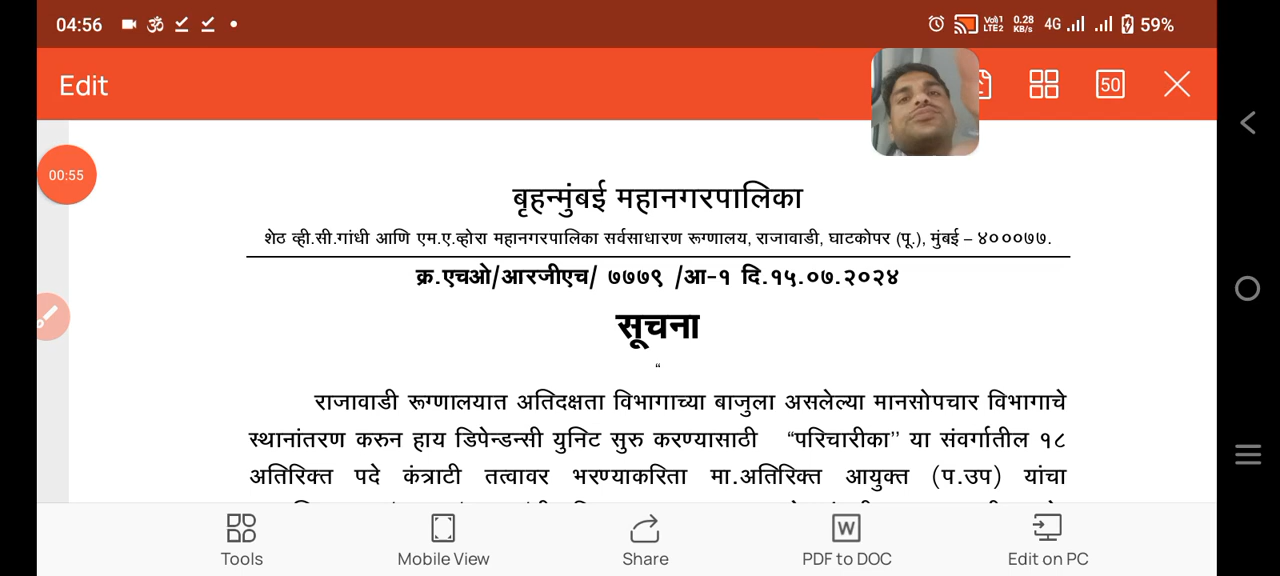 04:56
Vo1) LTE2 0.28 KB/s 4G 59%
Edit
50
00:55
बृहन्मुंबई महानगरपालिका
शेठ व्ही.सी.गांधी आणि एम.ए.व्होरा महानगरपालिका सर्वसाधारण रूग्णालय, राजावाडी, घाटकोपर (पू.), मुंबई – ४०००७७.
क्र.एचओ/आरजीएच/ ७७७९ /आ-१ दि.१५.०७.२०२४
सूचना
“
राजावाडी रूग्णालयात अतिदक्षता विभागाच्या बाजुला असलेल्या मानसोपचार विभागाचे
स्थानांतरण करुन हाय डिपेन्डन्सी युनिट सुरु करण्यासाठी “परिचारीका’’ या संवर्गातील १८
अतिरिक्त पदे कंत्राटी तत्वावर भरण्याकरिता मा.अतिरिक्त आयुक्त (प.उप) यांचा
Tools
Mobile View
Share
W
PDF to DOC
Edit on PC